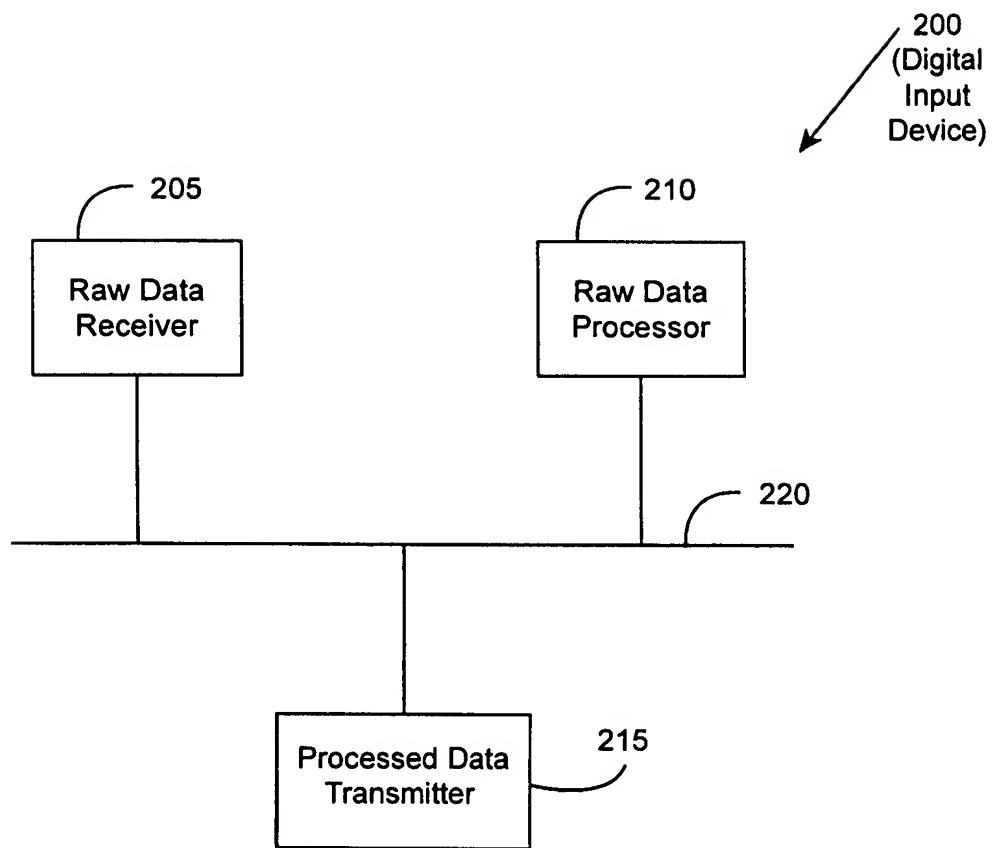 200
(Digital
Input
Device)
205
210
Raw Data
Receiver
Raw Data
Processor
220
215
Processed Data
Transmitter